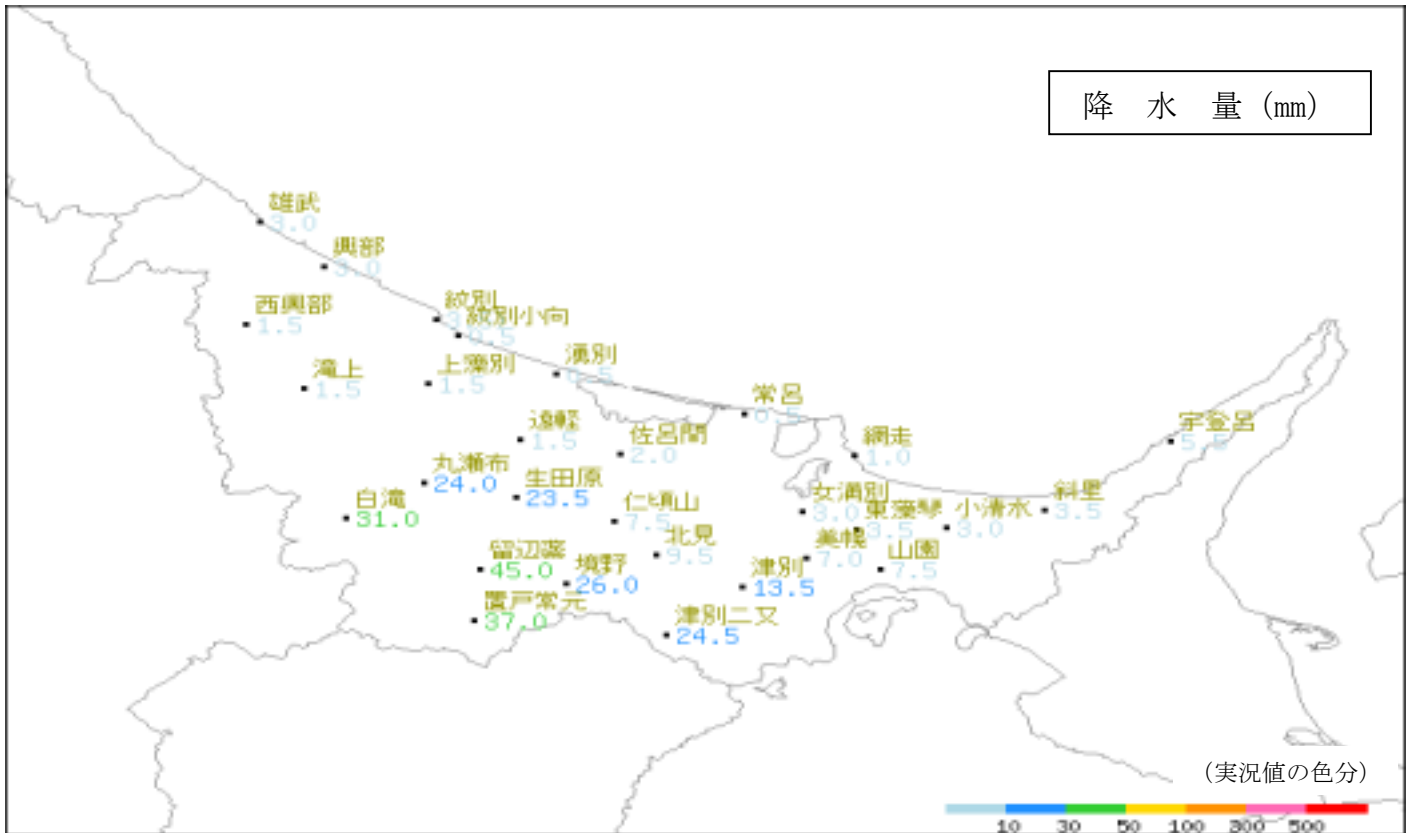 降 水 量 (mm)
雄武
3.0
興部
3.0
西興部
1.5
紋別
紋別小向
0.5
滝上
1.5
上藻別
1.5
湧別
0.5
常呂
0.5
遠軽
1.5
佐呂間
2.0
網走
1.0
宇登呂
5.5
丸瀬布
24.0
生田原
23.5
白滝
31.0
仁頃山
7.5
女満別
3.0
東藻琴
3.5
小清水
3.0
斜里
3.5
北見
9.5
美幌
7.0
山園
7.5
留辺蘂
45.0
境野
26.0
津別
13.5
置戸常元
37.0
津別二又
24.5
(実況値の色分)
10 30 50 100 300 500